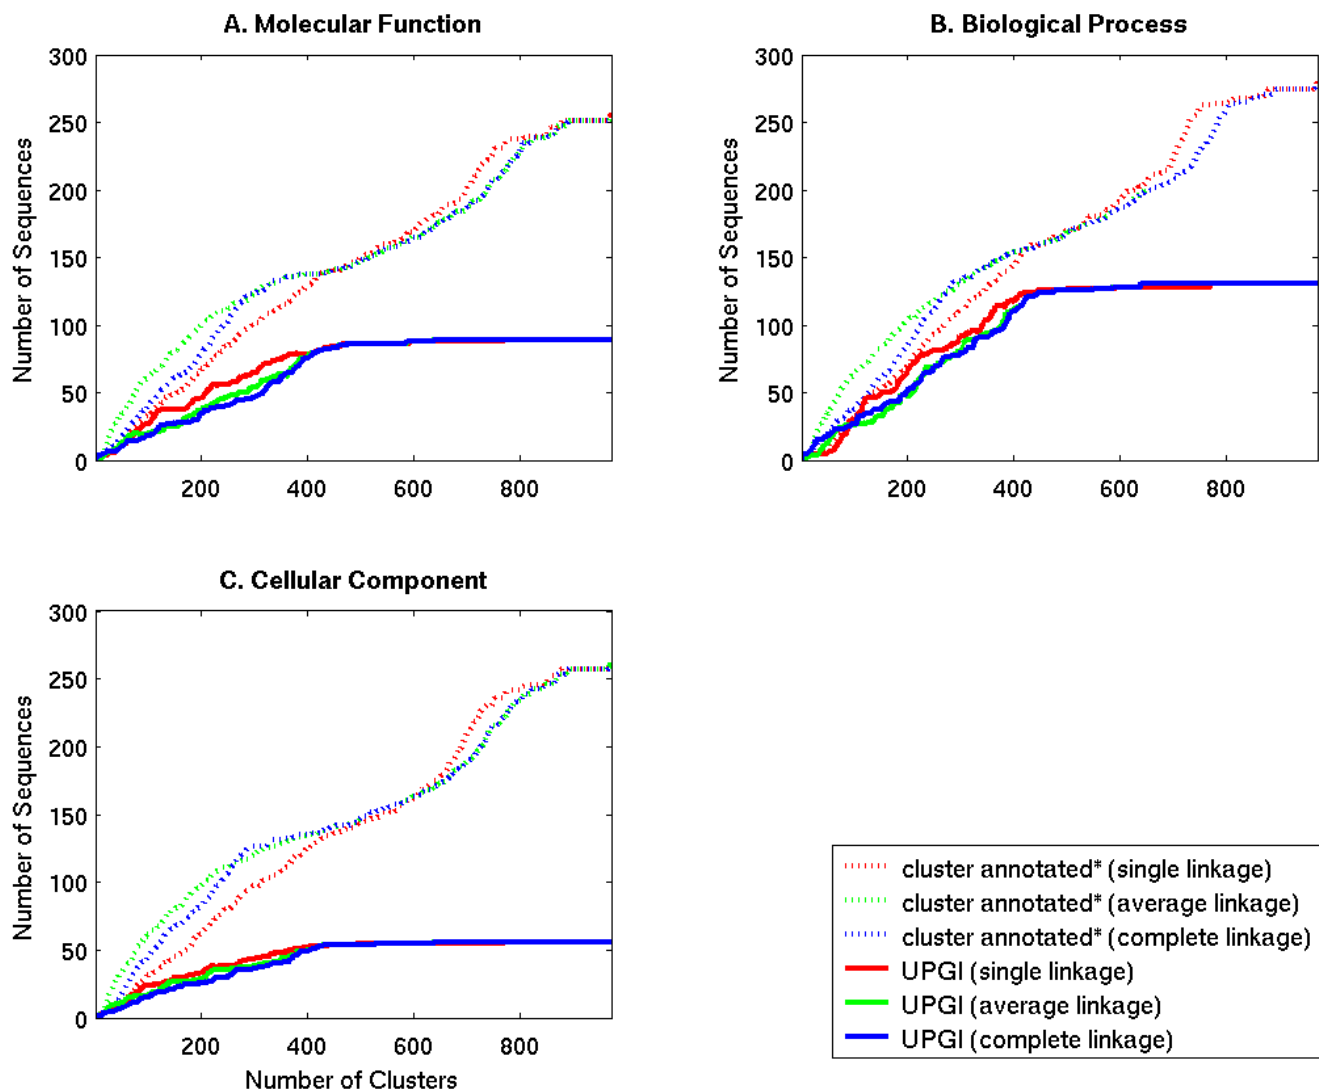 A. Molecular Function
300
250
200
150
100
50
0
Number of Sequences
200 400 600 800
B. Biological Process
300
250
200
150
100
50
0
Number of Sequences
200 400 600 800
C. Cellular Component
300
250
200
150
100
50
0
Number of Sequences
200 400 600 800
Number of Clusters
cluster annotated* (single linkage)
cluster annotated* (average linkage)
cluster annotated* (complete linkage)
UPGI (single linkage)
UPGI (average linkage)
UPGI (complete linkage)